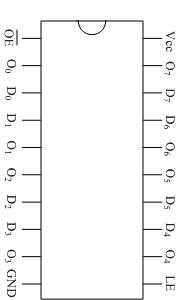 O̅E̅ Vcc
O₀ O₇
D₀ D₇
D₁ D₆
O₁ O₆
O₂ O₅
D₂ D₅
D₃ D₄
O₃ O₄
GND LE